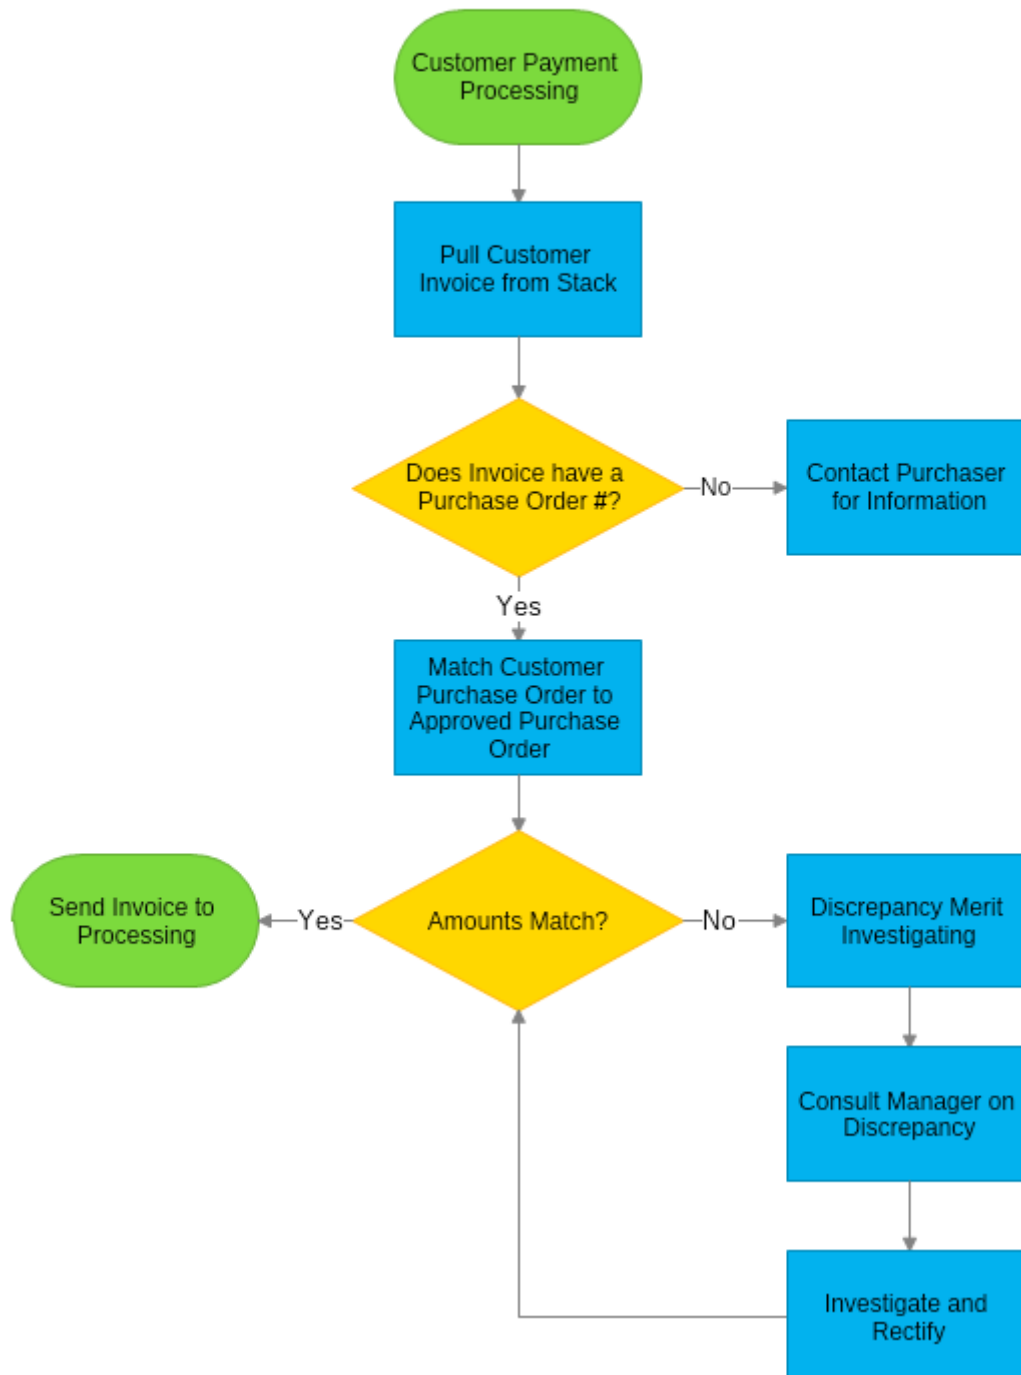 Customer Payment
Processing
Pull Customer
Invoice from Stack
Does Invoice have a
Purchase Order #?
No
Contact Purchaser
for Information
Yes
Match Customer
Purchase Order to
Approved Purchase
Order
Send Invoice to
Processing
Yes
Amounts Match?
No
Discrepancy Merit
Investigating
Consult Manager on
Discrepancy
Investigate and
Rectify